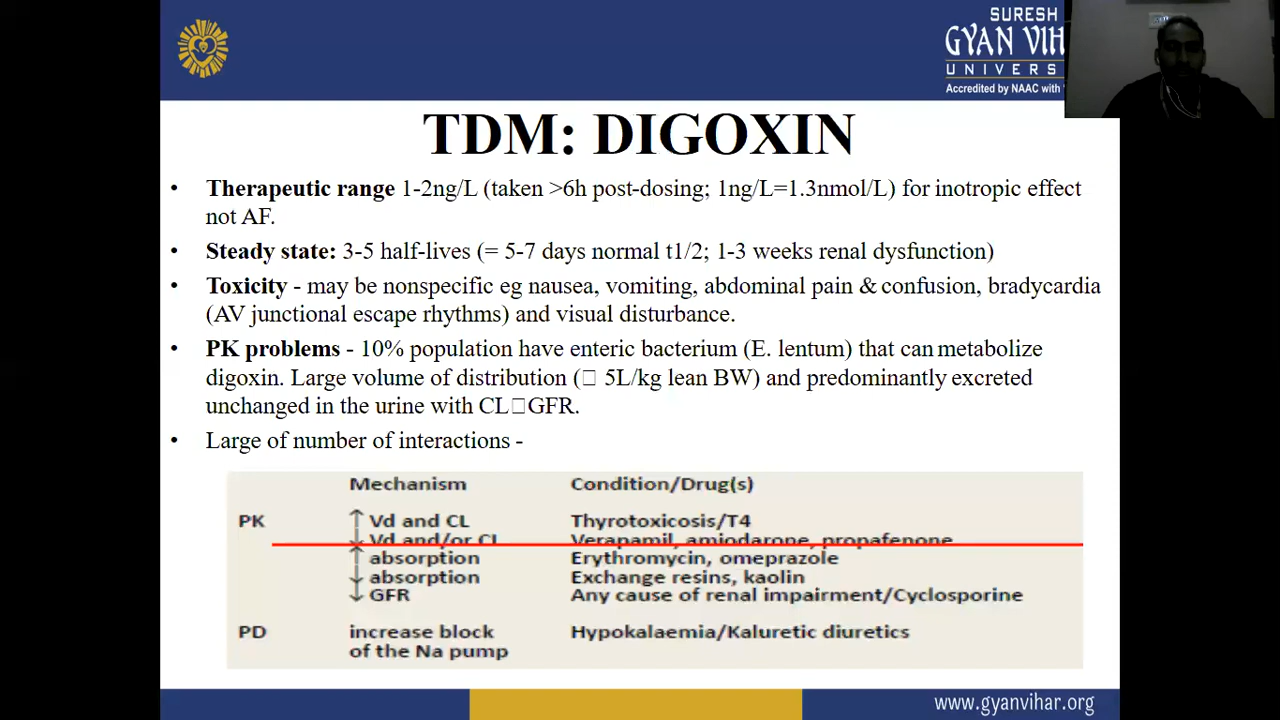 SURESH
GYAN VIH
UNIVERS
Accredited by NAAC with
TDM: DIGOXIN
• Therapeutic range 1-2ng/L (taken >6h post-dosing; 1ng/L=1.3nmol/L) for inotropic effect
not AF.
• Steady state: 3-5 half-lives (= 5-7 days normal t1/2; 1-3 weeks renal dysfunction)
• Toxicity - may be nonspecific eg nausea, vomiting, abdominal pain & confusion, bradycardia
(AV junctional escape rhythms) and visual disturbance.
• PK problems - 10% population have enteric bacterium (E. lentum) that can metabolize
digoxin. Large volume of distribution (□ 5L/kg lean BW) and predominantly excreted
unchanged in the urine with CL□GFR.
• Large of number of interactions -
Mechanism Condition/Drug(s)
PK ↑ Vd and CL Thyrotoxicosis/T4
↓ Vd and/or CL Verapamil, amiodarone, propafenone
↑ absorption Erythromycin, omeprazole
↓ absorption Exchange resins, kaolin
↓ GFR Any cause of renal impairment/Cyclosporine
PD increase block Hypokalaemia/Kaluretic diuretics
of the Na pump
www.gyanvihar.org